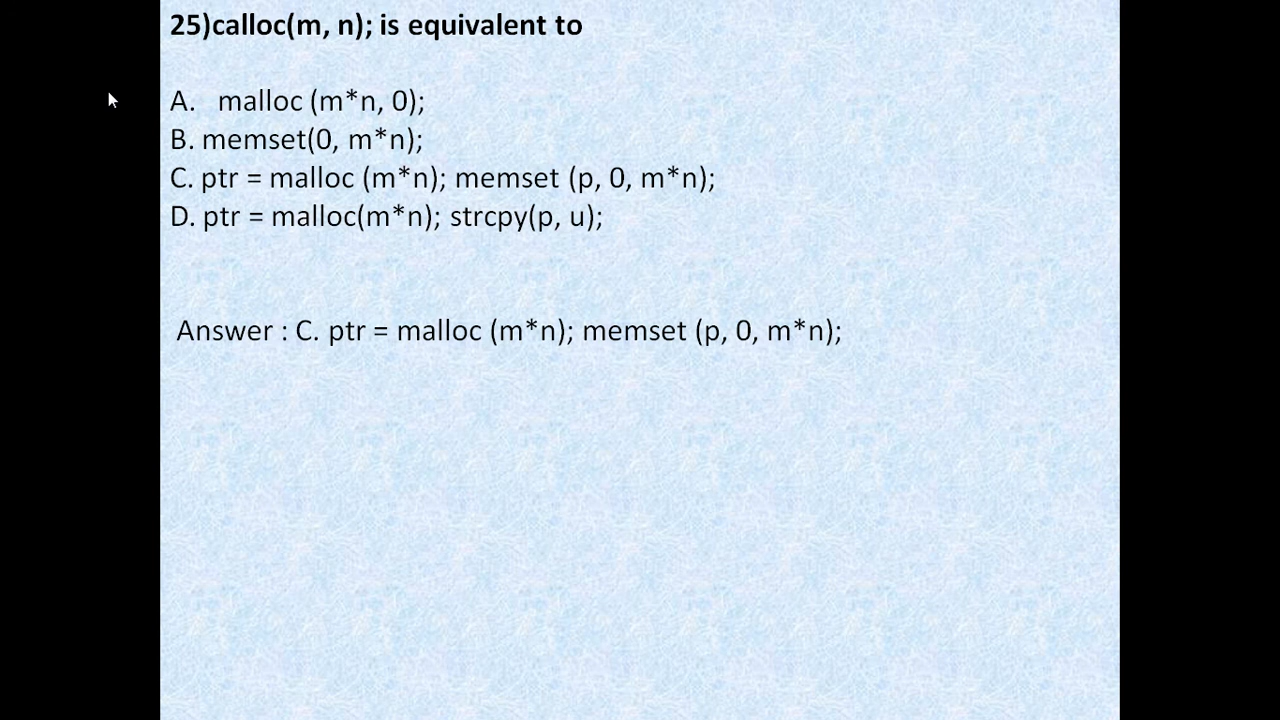 25)calloc(m, n); is equivalent to
A. malloc (m*n, 0);
B. memset(0, m*n);
C. ptr = malloc (m*n); memset (p, 0, m*n);
D. ptr = malloc(m*n); strcpy(p, u);
Answer : C. ptr = malloc (m*n); memset (p, 0, m*n);